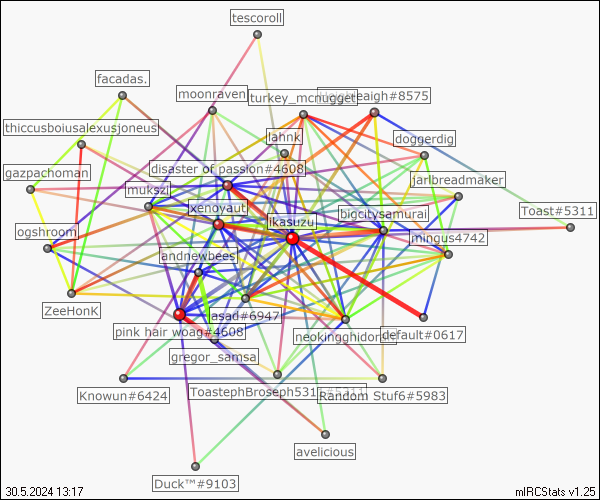 tescoroll
facadas.
moonraven
turkey_mcnugget
#8575
thiccusboiusalexusjoneus
lahnk
doggerdig
gazpachoman
disaster of passion#4608
mukszi
jarlbreadmaker
xenoyaut
ikasuzu
bigcitysamurai
Toast#5311
ogshroom
mingus4742
andnewbees
ZeeHonK
asad#6947
pink hair woag#4608
neokingghidora
default#0617
gregor_samsa
Knowun#6424
ToastephBroseph531
Random Stuf6#5983
avelicious
Duck™#9103
30.5.2024 13:17
mIRCStats v1.25